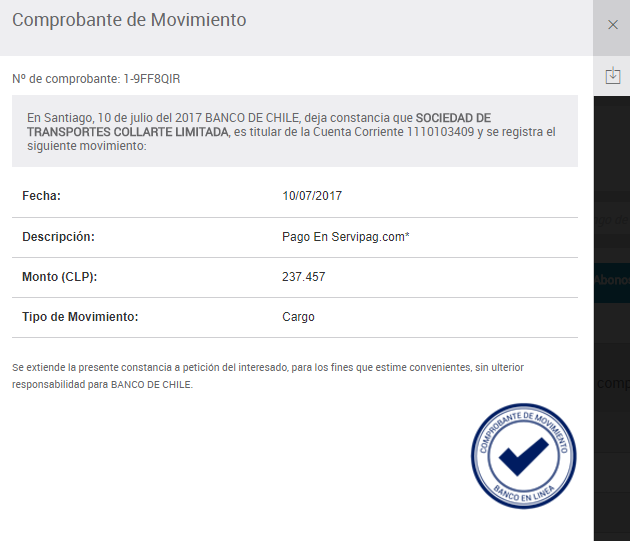 Comprobante de Movimiento
Nº de comprobante: 1-9FF8QIR
En Santiago, 10 de julio del 2017 BANCO DE CHILE, deja constancia que SOCIEDAD DE
TRANSPORTES COLLARTE LIMITADA, es titular de la Cuenta Corriente 1110103409 y se registra el
siguiente movimiento:
Fecha: 10/07/2017
Descripción: Pago En Servipag.com*
Abono
Monto (CLP): 237.457
Tipo de Movimiento: Cargo
Se extiende la presente constancia a petición del interesado, para los fines que estime convenientes, sin ulterior
comp
responsabilidad para BANCO DE CHILE.
COMPROBANTE DE MOVIMIENTO
BANCO EN LINEA